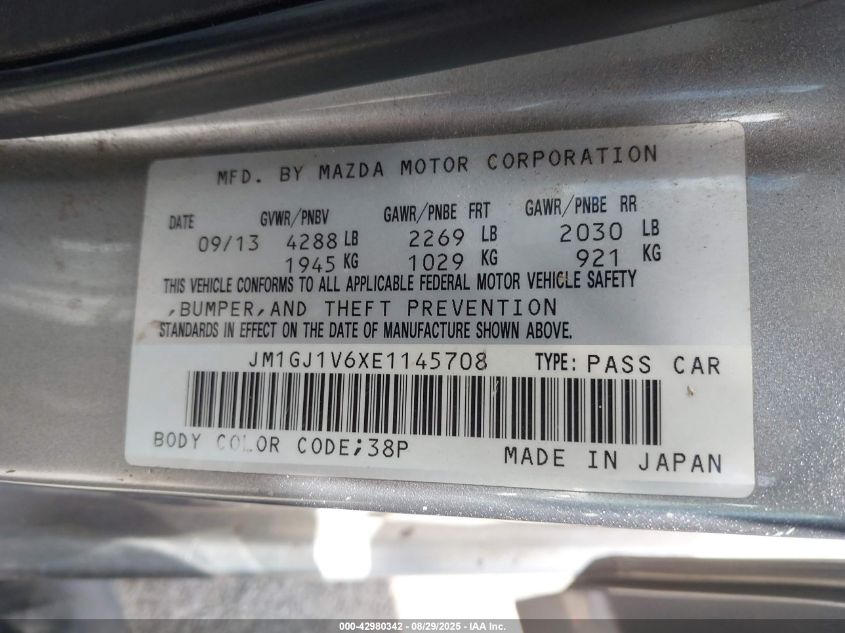 MFD. BY MAZDA MOTOR CORPORATION
DATE GVWR/PNBV GAWR/PNBE FRT GAWR/PNBE RR
09/13 4288 LB 2269 LB 2030 LB
1945 KG 1029 KG 921 KG
THIS VEHICLE CONFORMS TO ALL APPLICABLE FEDERAL MOTOR VEHICLE SAFETY
,BUMPER,AND THEFT PREVENTION
STANDARDS IN EFFECT ON THE DATE OF MANUFACTURE SHOWN ABOVE.
JM1GJ1V6XE1145708 TYPE: PASS CAR
BODY COLOR CODE;38P MADE IN JAPAN
000-42980342 - 08/29/2025 - IAA Inc.